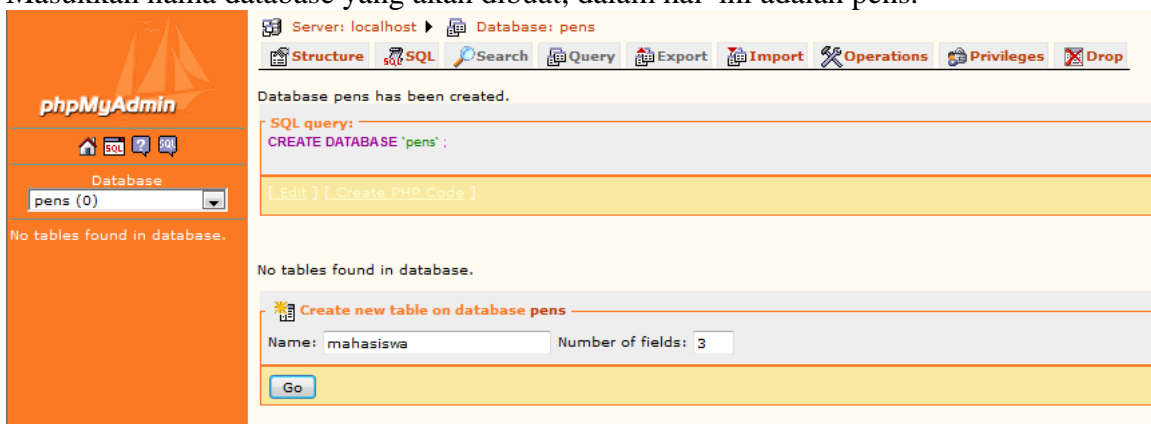 Masukkan nama database yang akan dibuat, dalam hal ini adalah pens.
phpMyAdmin
SQL SQL
Database
pens (0)
No tables found in database.
Server: localhost Database: pens
Structure SQL Search Query Export Import Operations Privileges Drop
Database pens has been created.
SQL query:
CREATE DATABASE `pens` ;
[ Edit ] [ Create PHP Code ]
No tables found in database.
Create new table on database pens
Name: mahasiswa Number of fields: 3
Go